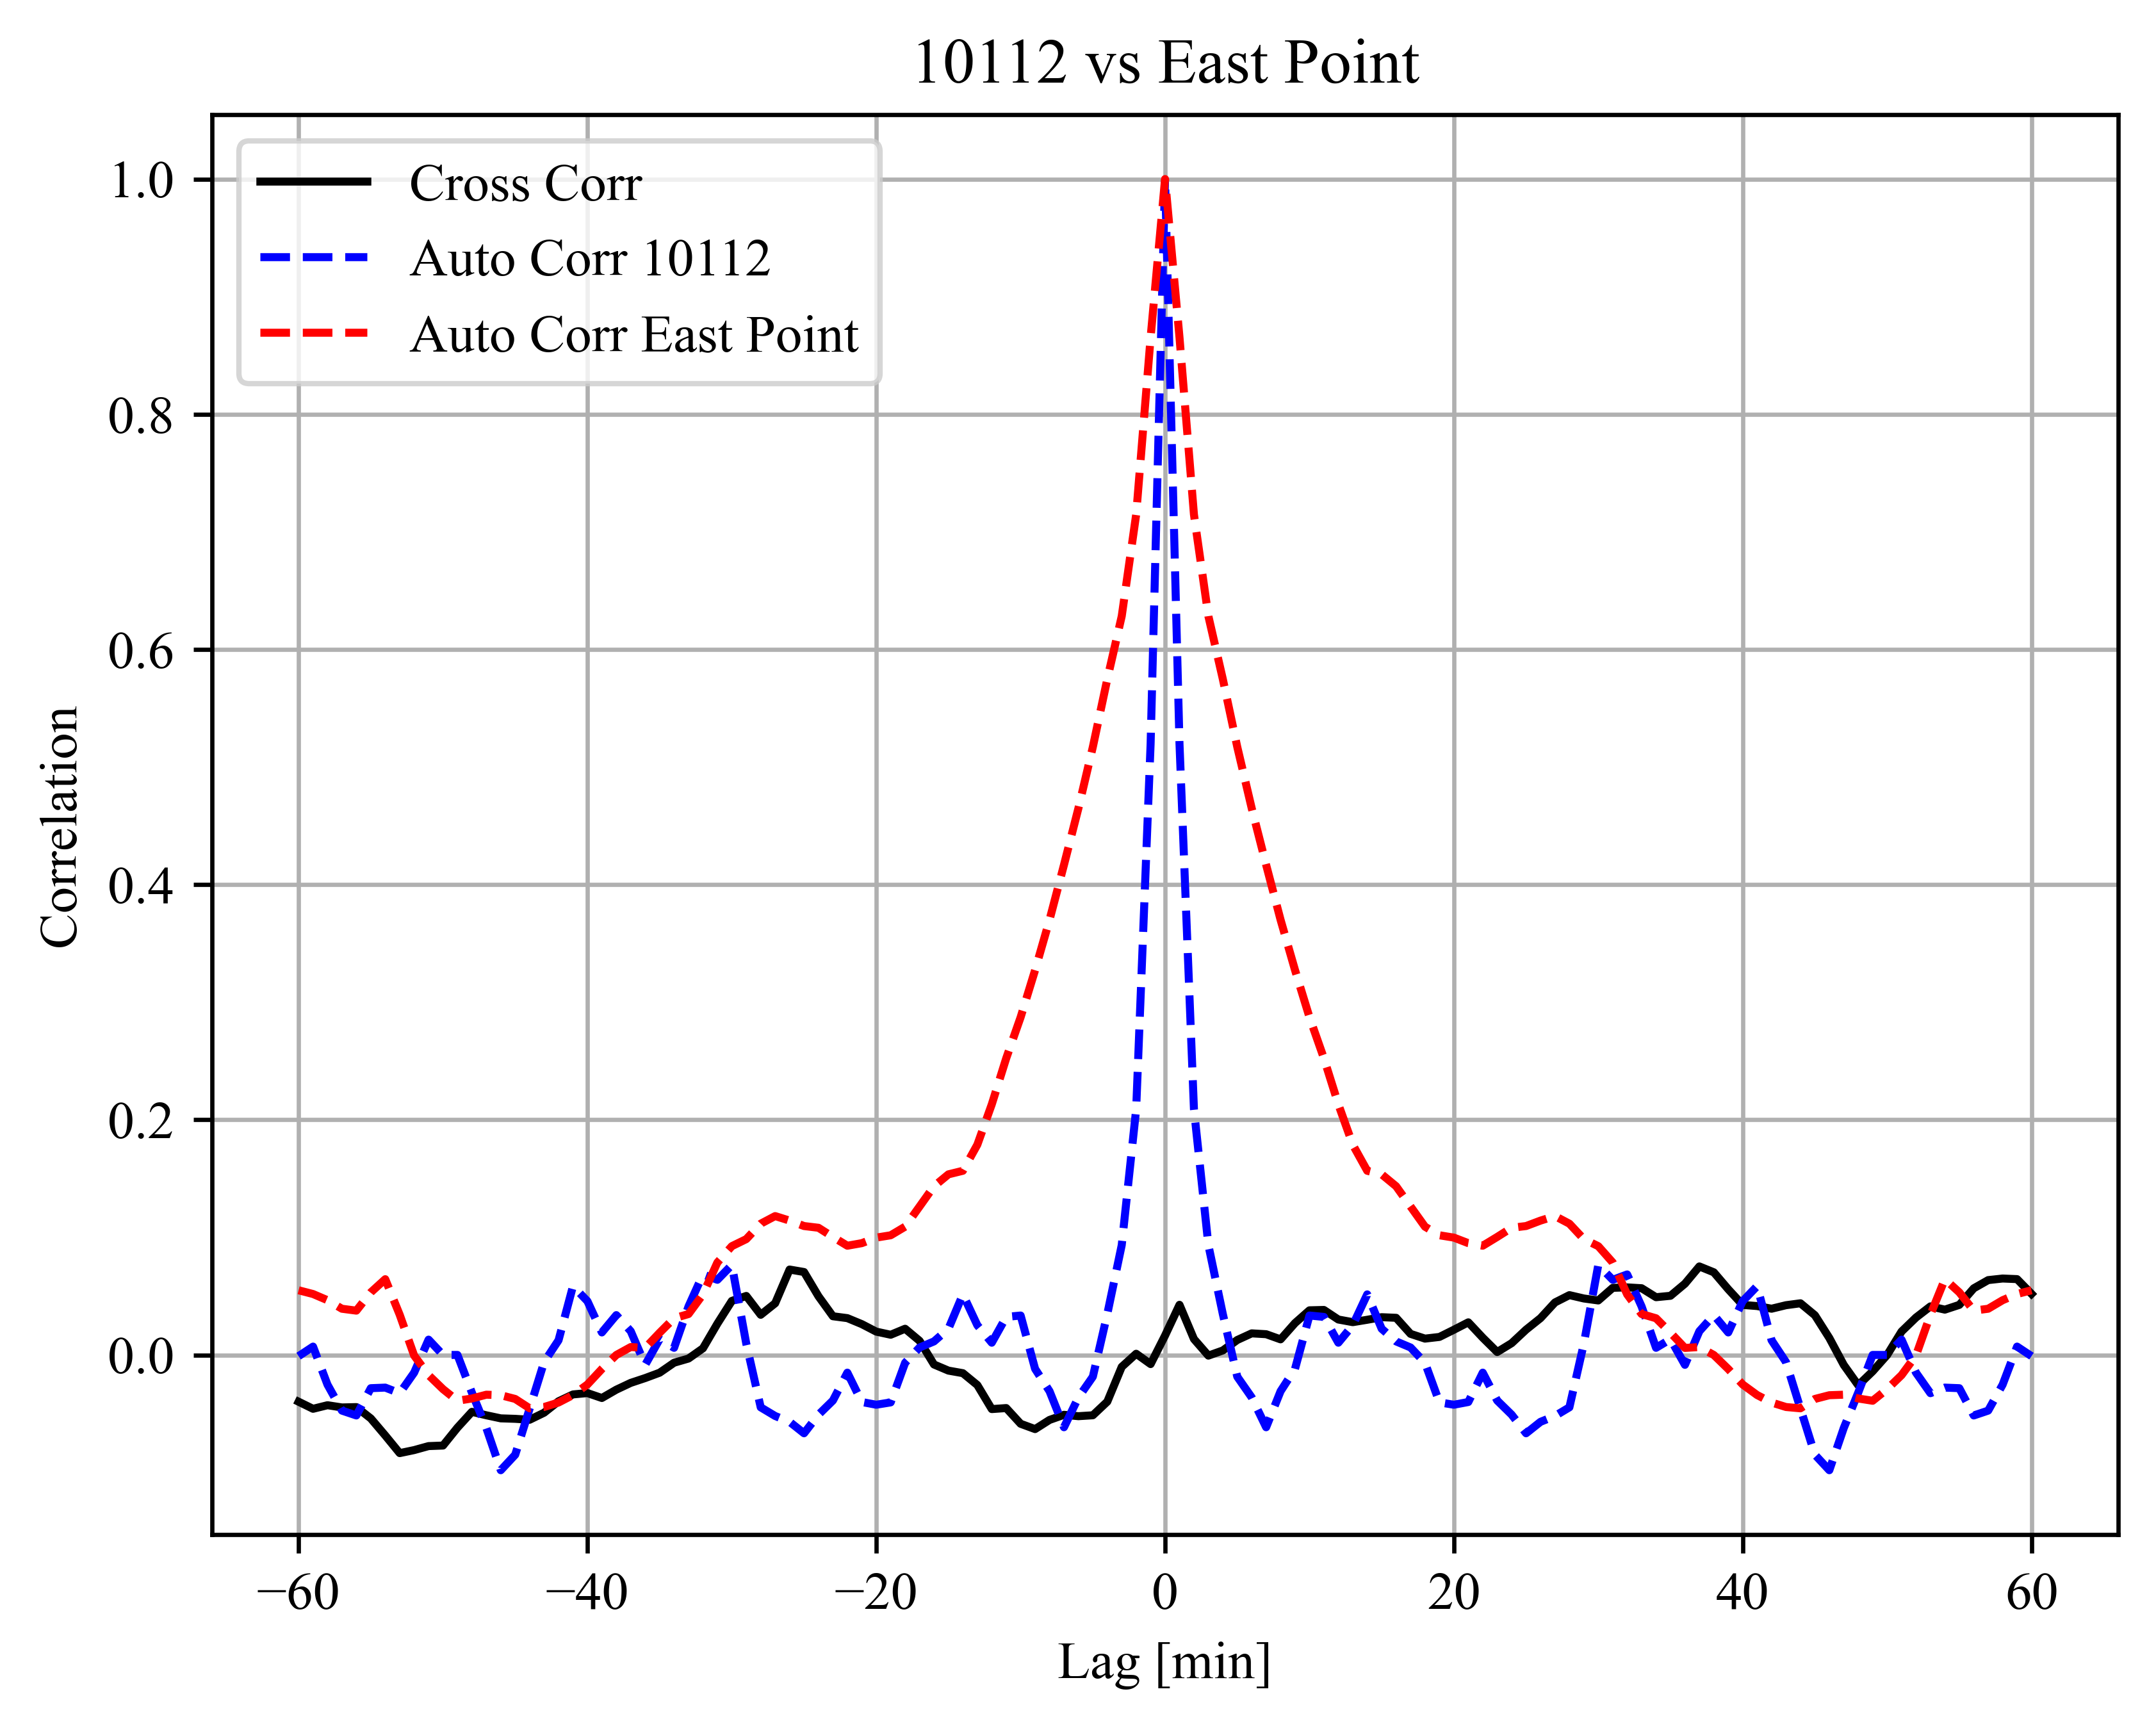 10112 vs East Point
Cross Corr
Auto Corr 10112
Auto Corr East Point
1.0
0.8
0.6
0.4
0.2
0.0
Correlation
−60
−40
−20
0
20
40
60
Lag [min]